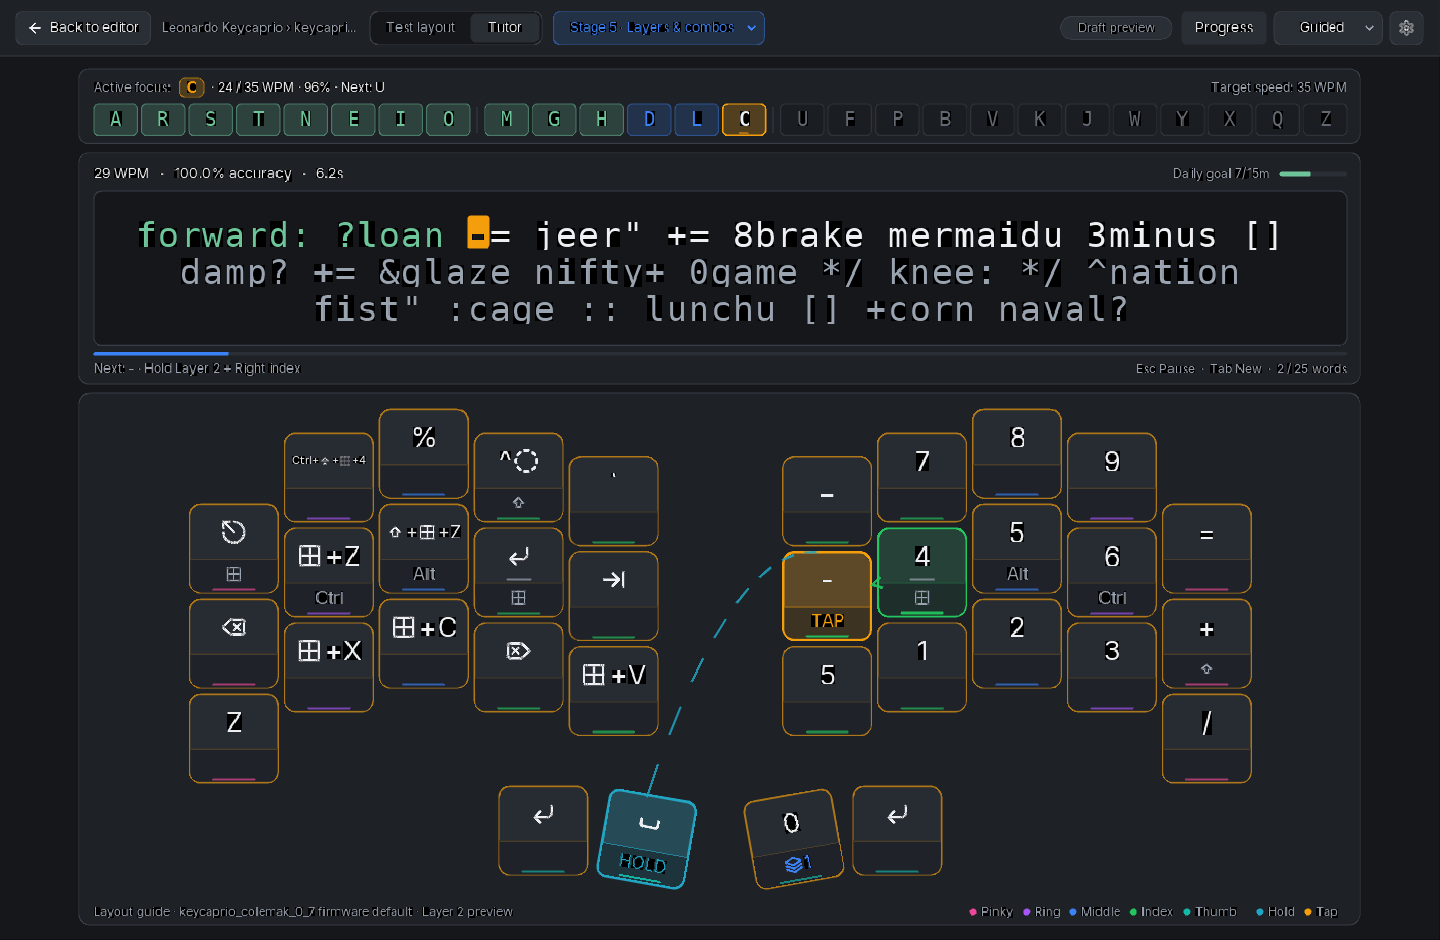 Back to editor
Leonardo Keycaprio › keycapri...
Test layout
Tutor
Stage 5 · Layers & combos
Draft preview
Progress
Guided
Active focus: C · 24 / 35 WPM · 96% · Next: U
Target speed: 35 WPM
A R S T N E I O M G H D L C U F P B V K J W Y X Q Z
29 WPM · 100.0% accuracy · 6.2s
Daily goal 7/15m
forward: ?loan -= jeer" += 8brake mermaidu 3minus []
damp? += &glaze nifty+ 0game */ knee: */ ^nation
fist" :cage :: lunchu [] +corn naval?
Next: - · Hold Layer 2 + Right index
Esc Pause · Tab New · 2 / 25 words
%
8
^
7
9
–
5
=
+Z
Alt
4
Alt
6
Ctrl
-
TAP
Ctrl
+C
2
+
+X
1
3
+V
5
Z
/
0
1
HOLD
Layout guide · keycaprio_colemak_0_7 firmware default · Layer 2 preview
Pinky Ring Middle Index Thumb Hold Tap